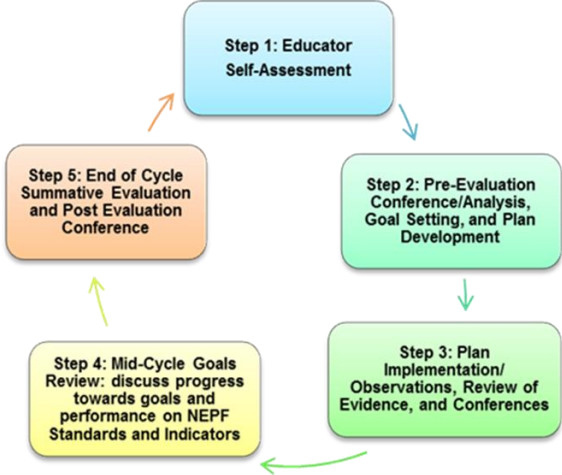 Step 1: Educator
Self-Assessment
Step 2: Pre-Evaluation
Conference/Analysis,
Goal Setting, and Plan
Development
Step 3: Plan
Implementation/
Observations, Review of
Evidence, and Conferences
Step 4: Mid-Cycle Goals
Review: discuss progress
towards goals and
performance on NEPF
Standards and Indicators
Step 5: End of Cycle
Summative Evaluation
and Post Evaluation
Conference